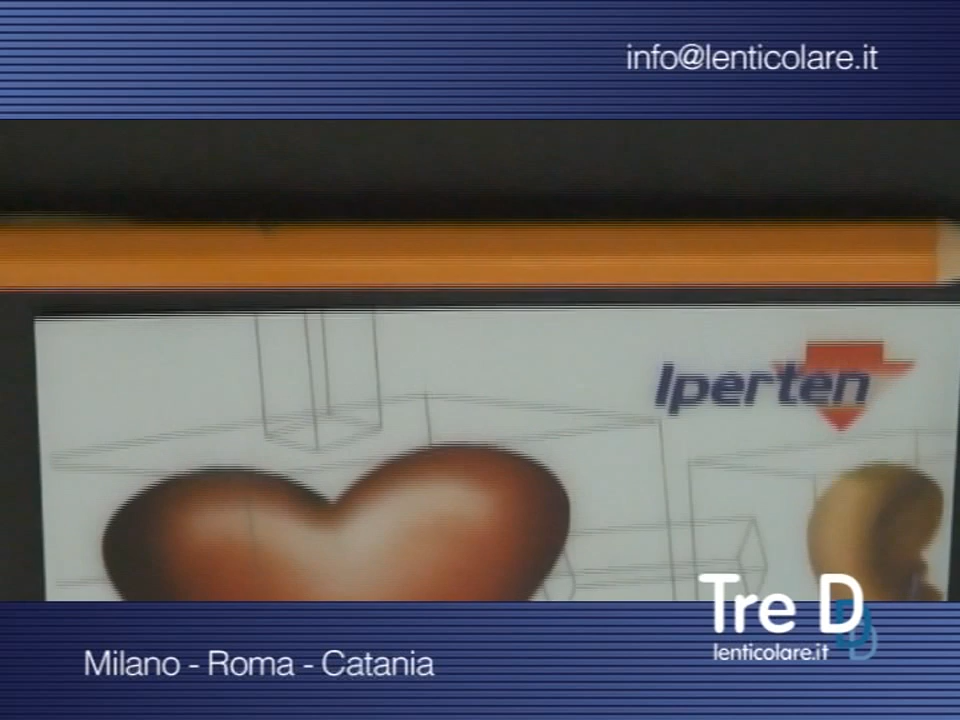 info@lenticolare.it
Iperten
Tre D
lenticolare.it
Milano - Roma - Catania